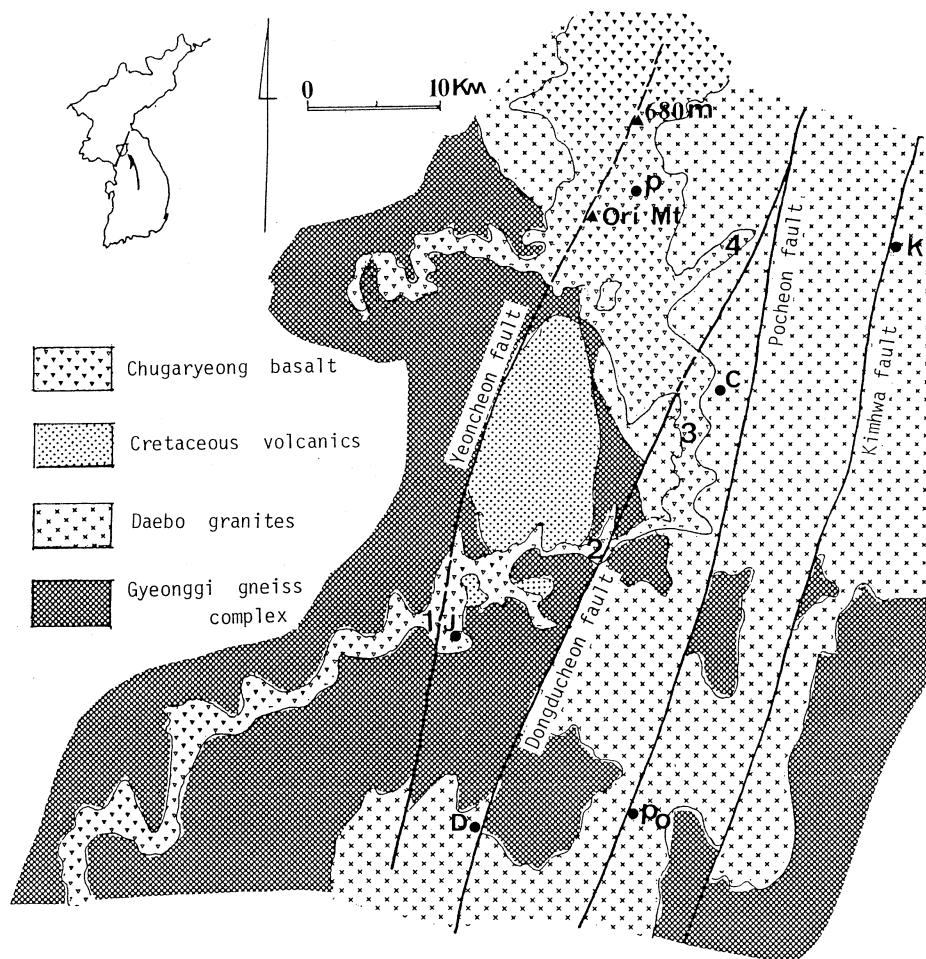 0 10Km
680m
p
Ori Mt
4
k
Pocheon fault
Yeoncheon fault
Kimhwa fault
Chugaryeong basalt
C
3
Cretaceous volcanics
Daebo granites
2
Gyeonggi gneiss
complex
Dongducheon fault
1 J
D
Po